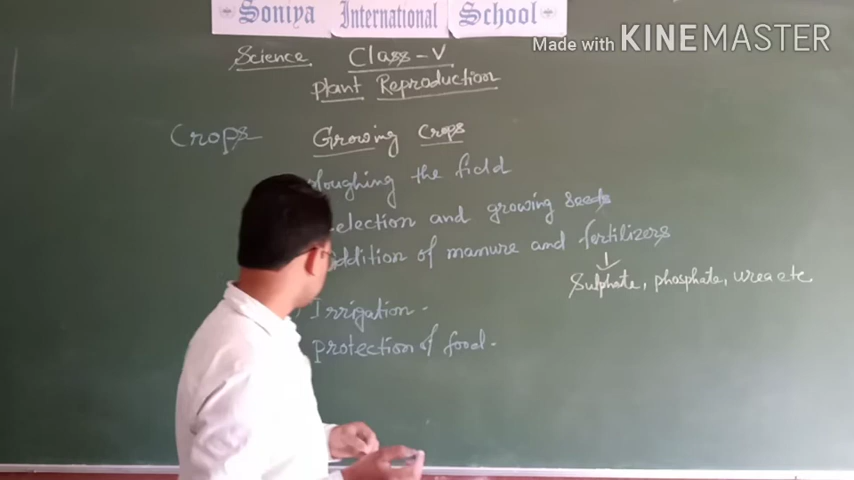 Soniya International School
Made with KINEMASTER
Science Class - V
Plant Reproduction
Crops Growing Crops
loughing the field
election and growing seeds
ddition of manure and fertilizers
Sulphate, phosphate, urea etc
Irrigation.
protection of food.